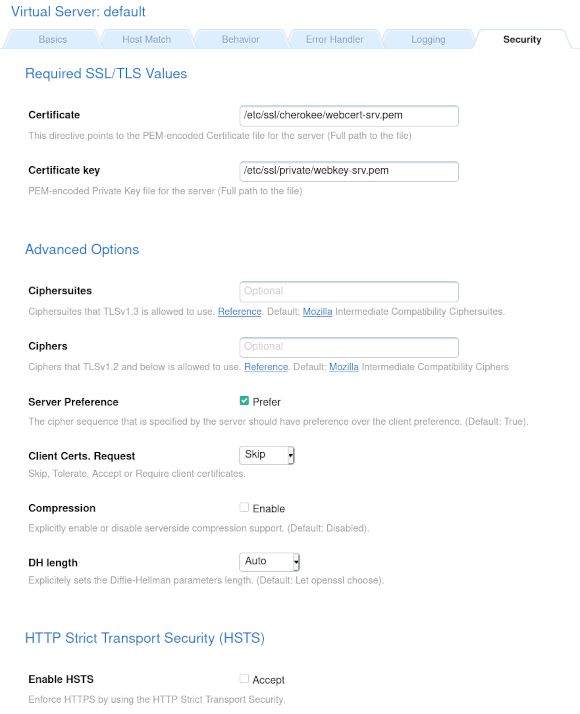 Virtual Server: default
Basics Host Match Behavior Error Handler Logging Security
Required SSL/TLS Values
Certificate /etc/ssl/cherokee/webcert-srv.pem
This directive points to the PEM-encoded Certificate file for the server (Full path to the file)
Certificate key /etc/ssl/private/webkey-srv.pem
PEM-encoded Private Key file for the server (Full path to the file)
Advanced Options
Ciphersuites Optional
Ciphersuites that TLSv1.3 is allowed to use. Reference. Default: Mozilla Intermediate Compatibility Ciphersuites.
Ciphers Optional
Ciphers that TLSv1.2 and below is allowed to use. Reference. Default: Mozilla Intermediate Compatibility Ciphers
Server Preference Prefer
The cipher sequence that is specified by the server should have preference over the client preference. (Default: True).
Client Certs. Request Skip
Skip, Tolerate, Accept or Require client certificates.
Compression Enable
Explicitly enable or disable serverside compression support. (Default: Disabled).
DH length Auto
Explicitely sets the Diffie-Hellman parameters length. (Default: Let openssl choose).
HTTP Strict Transport Security (HSTS)
Enable HSTS Accept
Enforce HTTPS by using the HTTP Strict Transport Security.